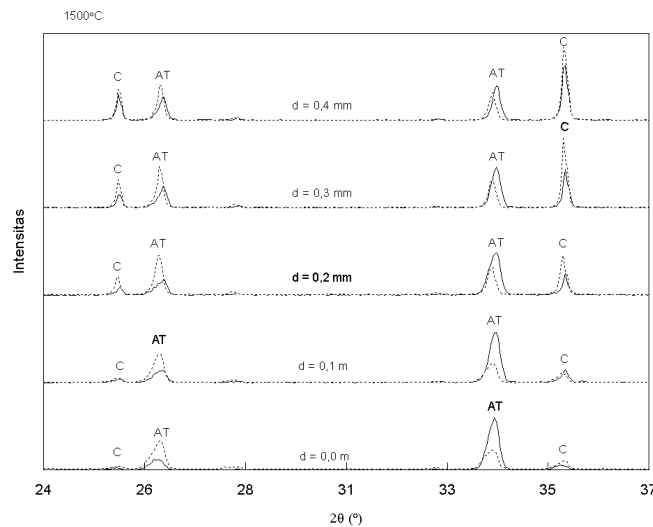 1500°C
C AT AT C
d = 0,4 mm
C AT AT C
d = 0,3 mm
C AT AT C
d = 0,2 mm
C AT AT C
d = 0,1 m
C AT AT C
d = 0,0 m
Intensitas
24 26 28 31 33 35 37
2θ (°)